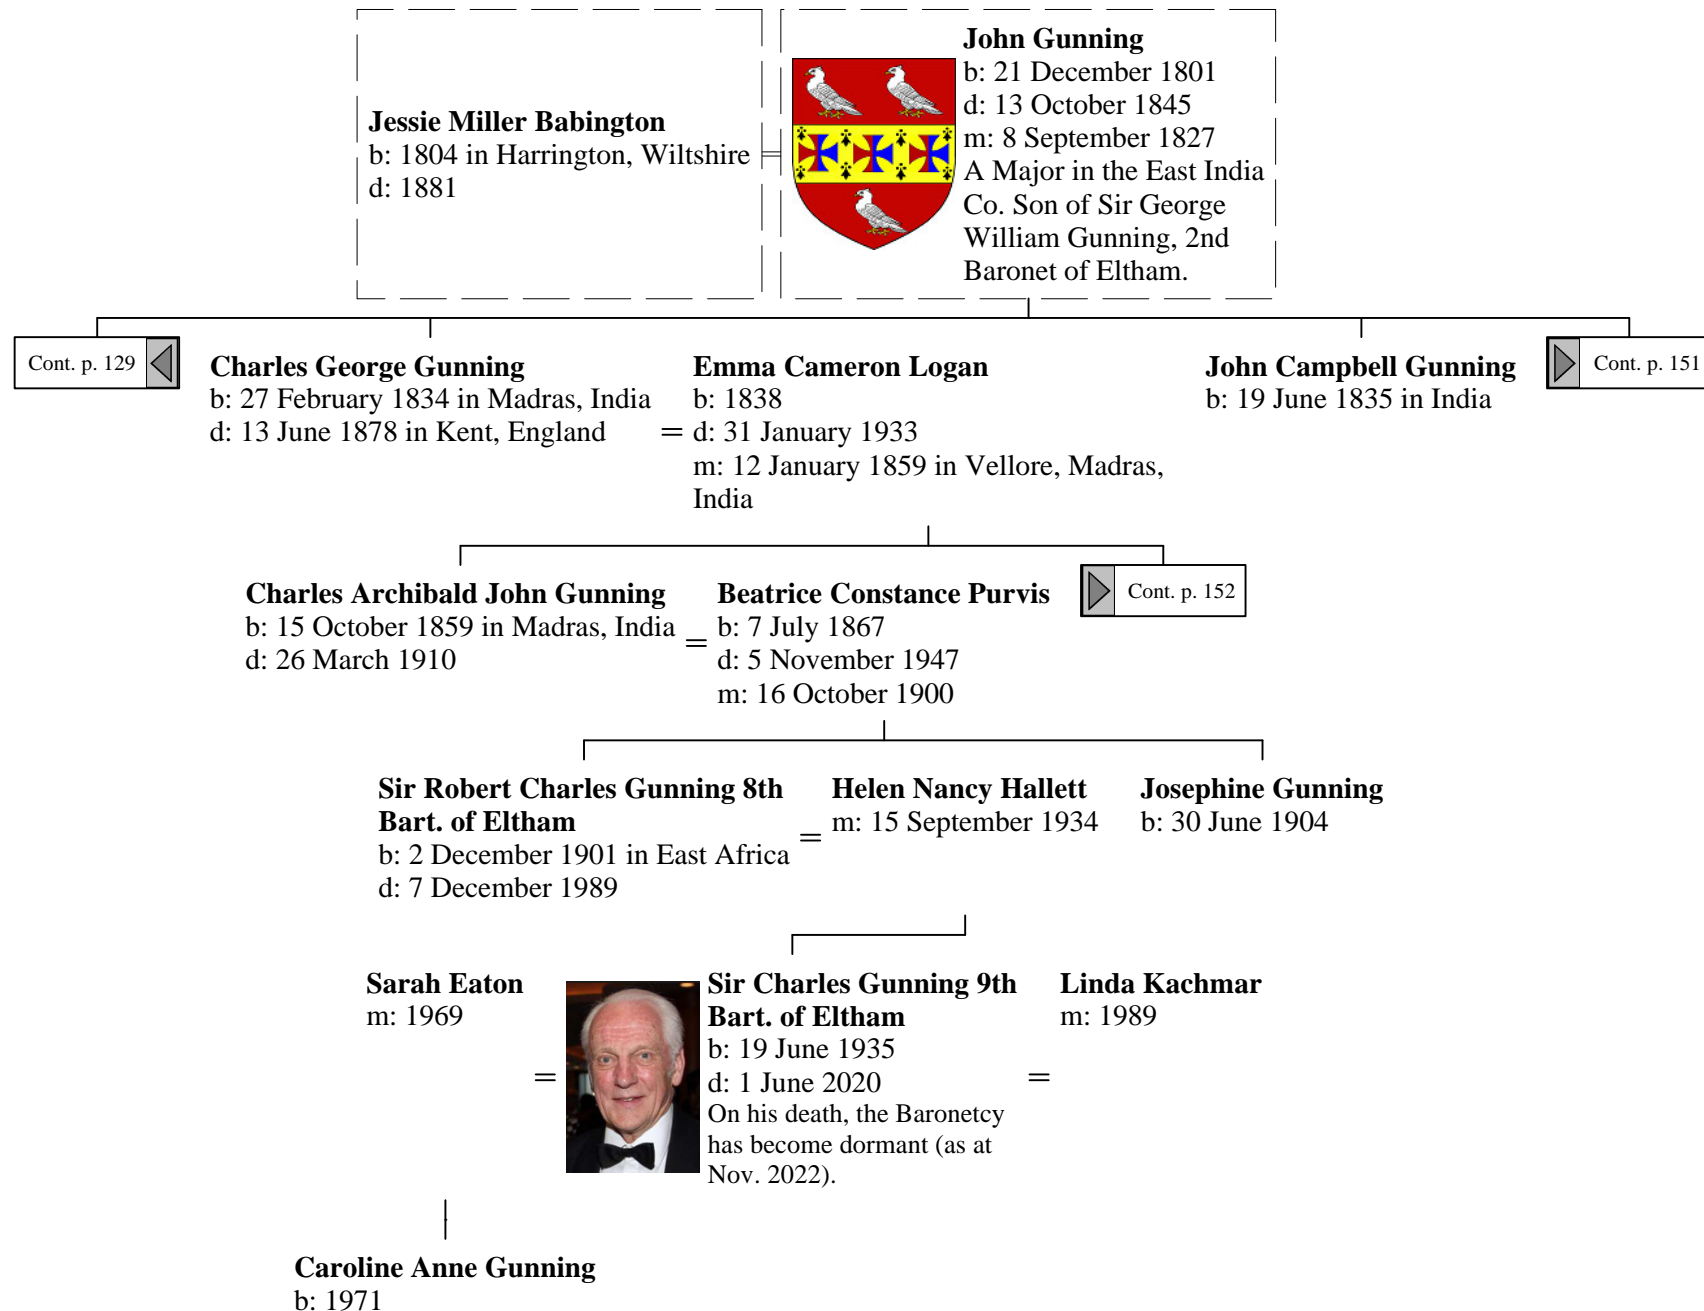 Jessie Miller Babington
b: 1804 in Harrington, Wiltshire
d: 1881
John Gunning
b: 21 December 1801
d: 13 October 1845
m: 8 September 1827
A Major in the East India
Co. Son of Sir George
William Gunning, 2nd
Baronet of Eltham.
=
Cont. p. 129
Charles George Gunning
b: 27 February 1834 in Madras, India
d: 13 June 1878 in Kent, England
=
Emma Cameron Logan
b: 1838
d: 31 January 1933
m: 12 January 1859 in Vellore, Madras,
India
John Campbell Gunning
b: 19 June 1835 in India
Cont. p. 151
Charles Archibald John Gunning
b: 15 October 1859 in Madras, India
d: 26 March 1910
=
Beatrice Constance Purvis
b: 7 July 1867
d: 5 November 1947
m: 16 October 1900
Cont. p. 152
Sir Robert Charles Gunning 8th
Bart. of Eltham
b: 2 December 1901 in East Africa
d: 7 December 1989
=
Helen Nancy Hallett
m: 15 September 1934
Josephine Gunning
b: 30 June 1904
Sarah Eaton
m: 1969
=
Sir Charles Gunning 9th
Bart. of Eltham
b: 19 June 1935
d: 1 June 2020
On his death, the Baronetcy
has become dormant (as at
Nov. 2022).
=
Linda Kachmar
m: 1989
Caroline Anne Gunning
b: 1971